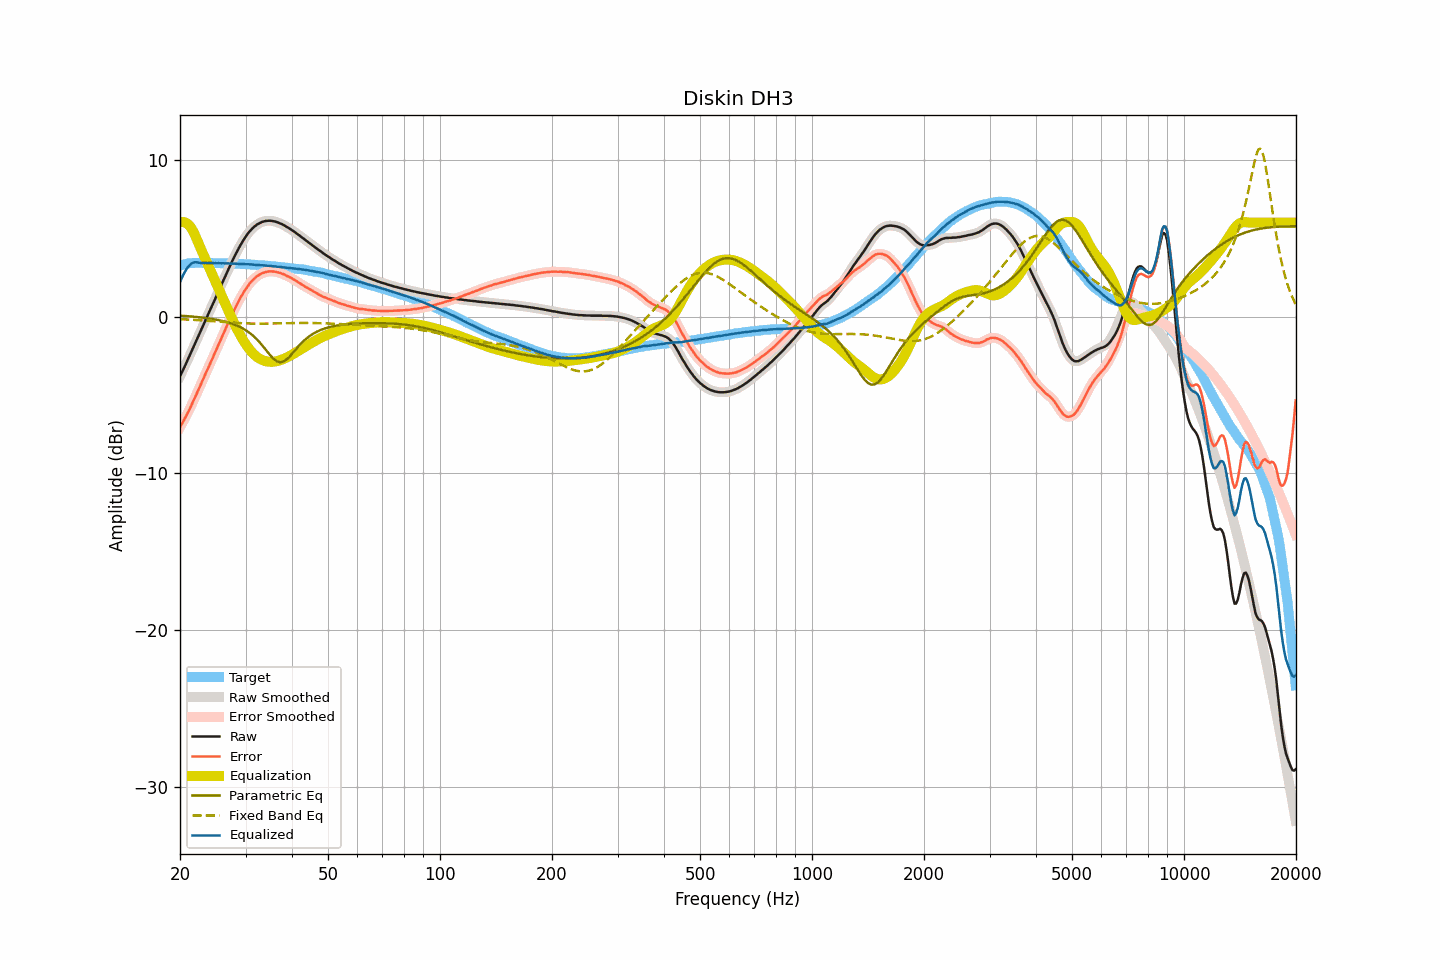 Diskin DH3
Amplitude (dBr)
10
0
−10
−20
−30
Target
Raw Smoothed
Error Smoothed
Raw
Error
Equalization
Parametric Eq
Fixed Band Eq
Equalized
20 50 100 200 500 1000 2000 5000 10000 20000
Frequency (Hz)